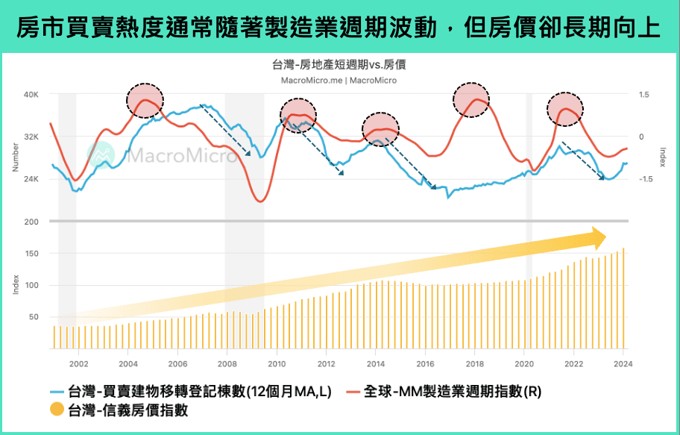 房市買賣熱度通常隨著製造業週期波動，但房價卻長期向上
台灣-房地產短週期vs.房價
MacroMicro.me | MacroMicro
40K
32K
24K
Number
1.5
0
-1.5
Index
MacroMicro
200
150
100
50
Index
2002 2004 2006 2008 2010 2012 2014 2016 2018 2020 2022 2024
台灣-買賣建物移轉登記棟數(12個月MA,L) 全球-MM製造業週期指數(R)
台灣-信義房價指數